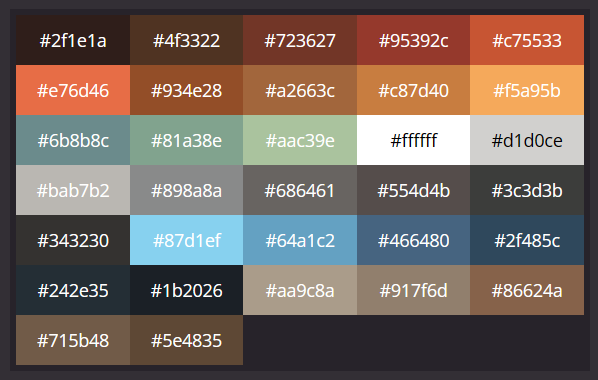 #2f1e1a #4f3322 #723627 #95392c #c75533
#e76d46 #934e28 #a2663c #c87d40 #f5a95b
#6b8b8c #81a38e #aac39e #ffffff #d1d0ce
#bab7b2 #898a8a #686461 #554d4b #3c3d3b
#343230 #87d1ef #64a1c2 #466480 #2f485c
#242e35 #1b2026 #aa9c8a #917f6d #86624a
#715b48 #5e4835